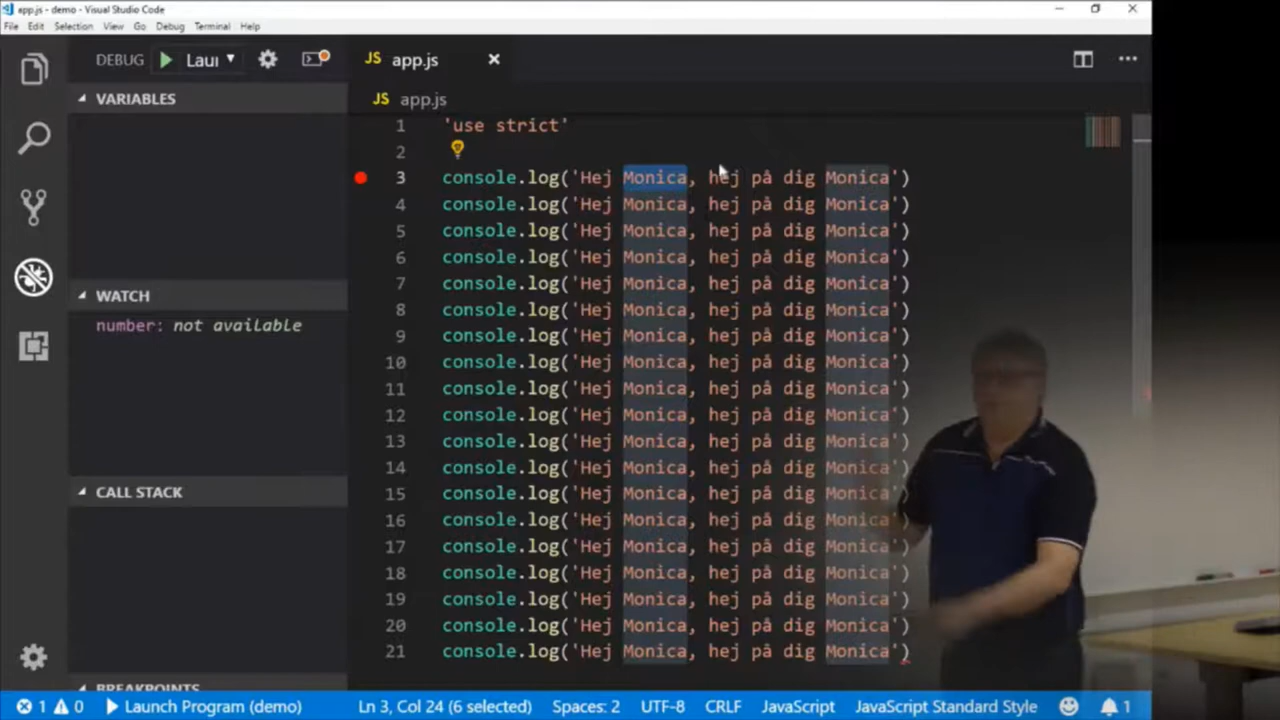 app.js - demo - Visual Studio Code
File Edit Selection View Go Debug Terminal Help
DEBUG Laui
JS app.js
VARIABLES
JS app.js
1 'use strict'
2
3 console.log('Hej Monica, hej på dig Monica')
4 console.log('Hej Monica, hej på dig Monica')
5 console.log('Hej Monica, hej på dig Monica')
6 console.log('Hej Monica, hej på dig Monica')
7 console.log('Hej Monica, hej på dig Monica')
8 console.log('Hej Monica, hej på dig Monica')
9 console.log('Hej Monica, hej på dig Monica')
10 console.log('Hej Monica, hej på dig Monica')
11 console.log('Hej Monica, hej på dig Monica')
12 console.log('Hej Monica, hej på dig Monica')
13 console.log('Hej Monica, hej på dig Monica')
14 console.log('Hej Monica, hej på dig Monica')
15 console.log('Hej Monica, hej på dig Monica')
16 console.log('Hej Monica, hej på dig Monica')
17 console.log('Hej Monica, hej på dig Monica')
18 console.log('Hej Monica, hej på dig Monica')
19 console.log('Hej Monica, hej på dig Monica')
20 console.log('Hej Monica, hej på dig Monica')
21 console.log('Hej Monica, hej på dig Monica')
WATCH
number: not available
CALL STACK
BREAKPOINTS
1 0 Launch Program (demo) Ln 3, Col 24 (6 selected) Spaces: 2 UTF-8 CRLF JavaScript JavaScript Standard Style 1